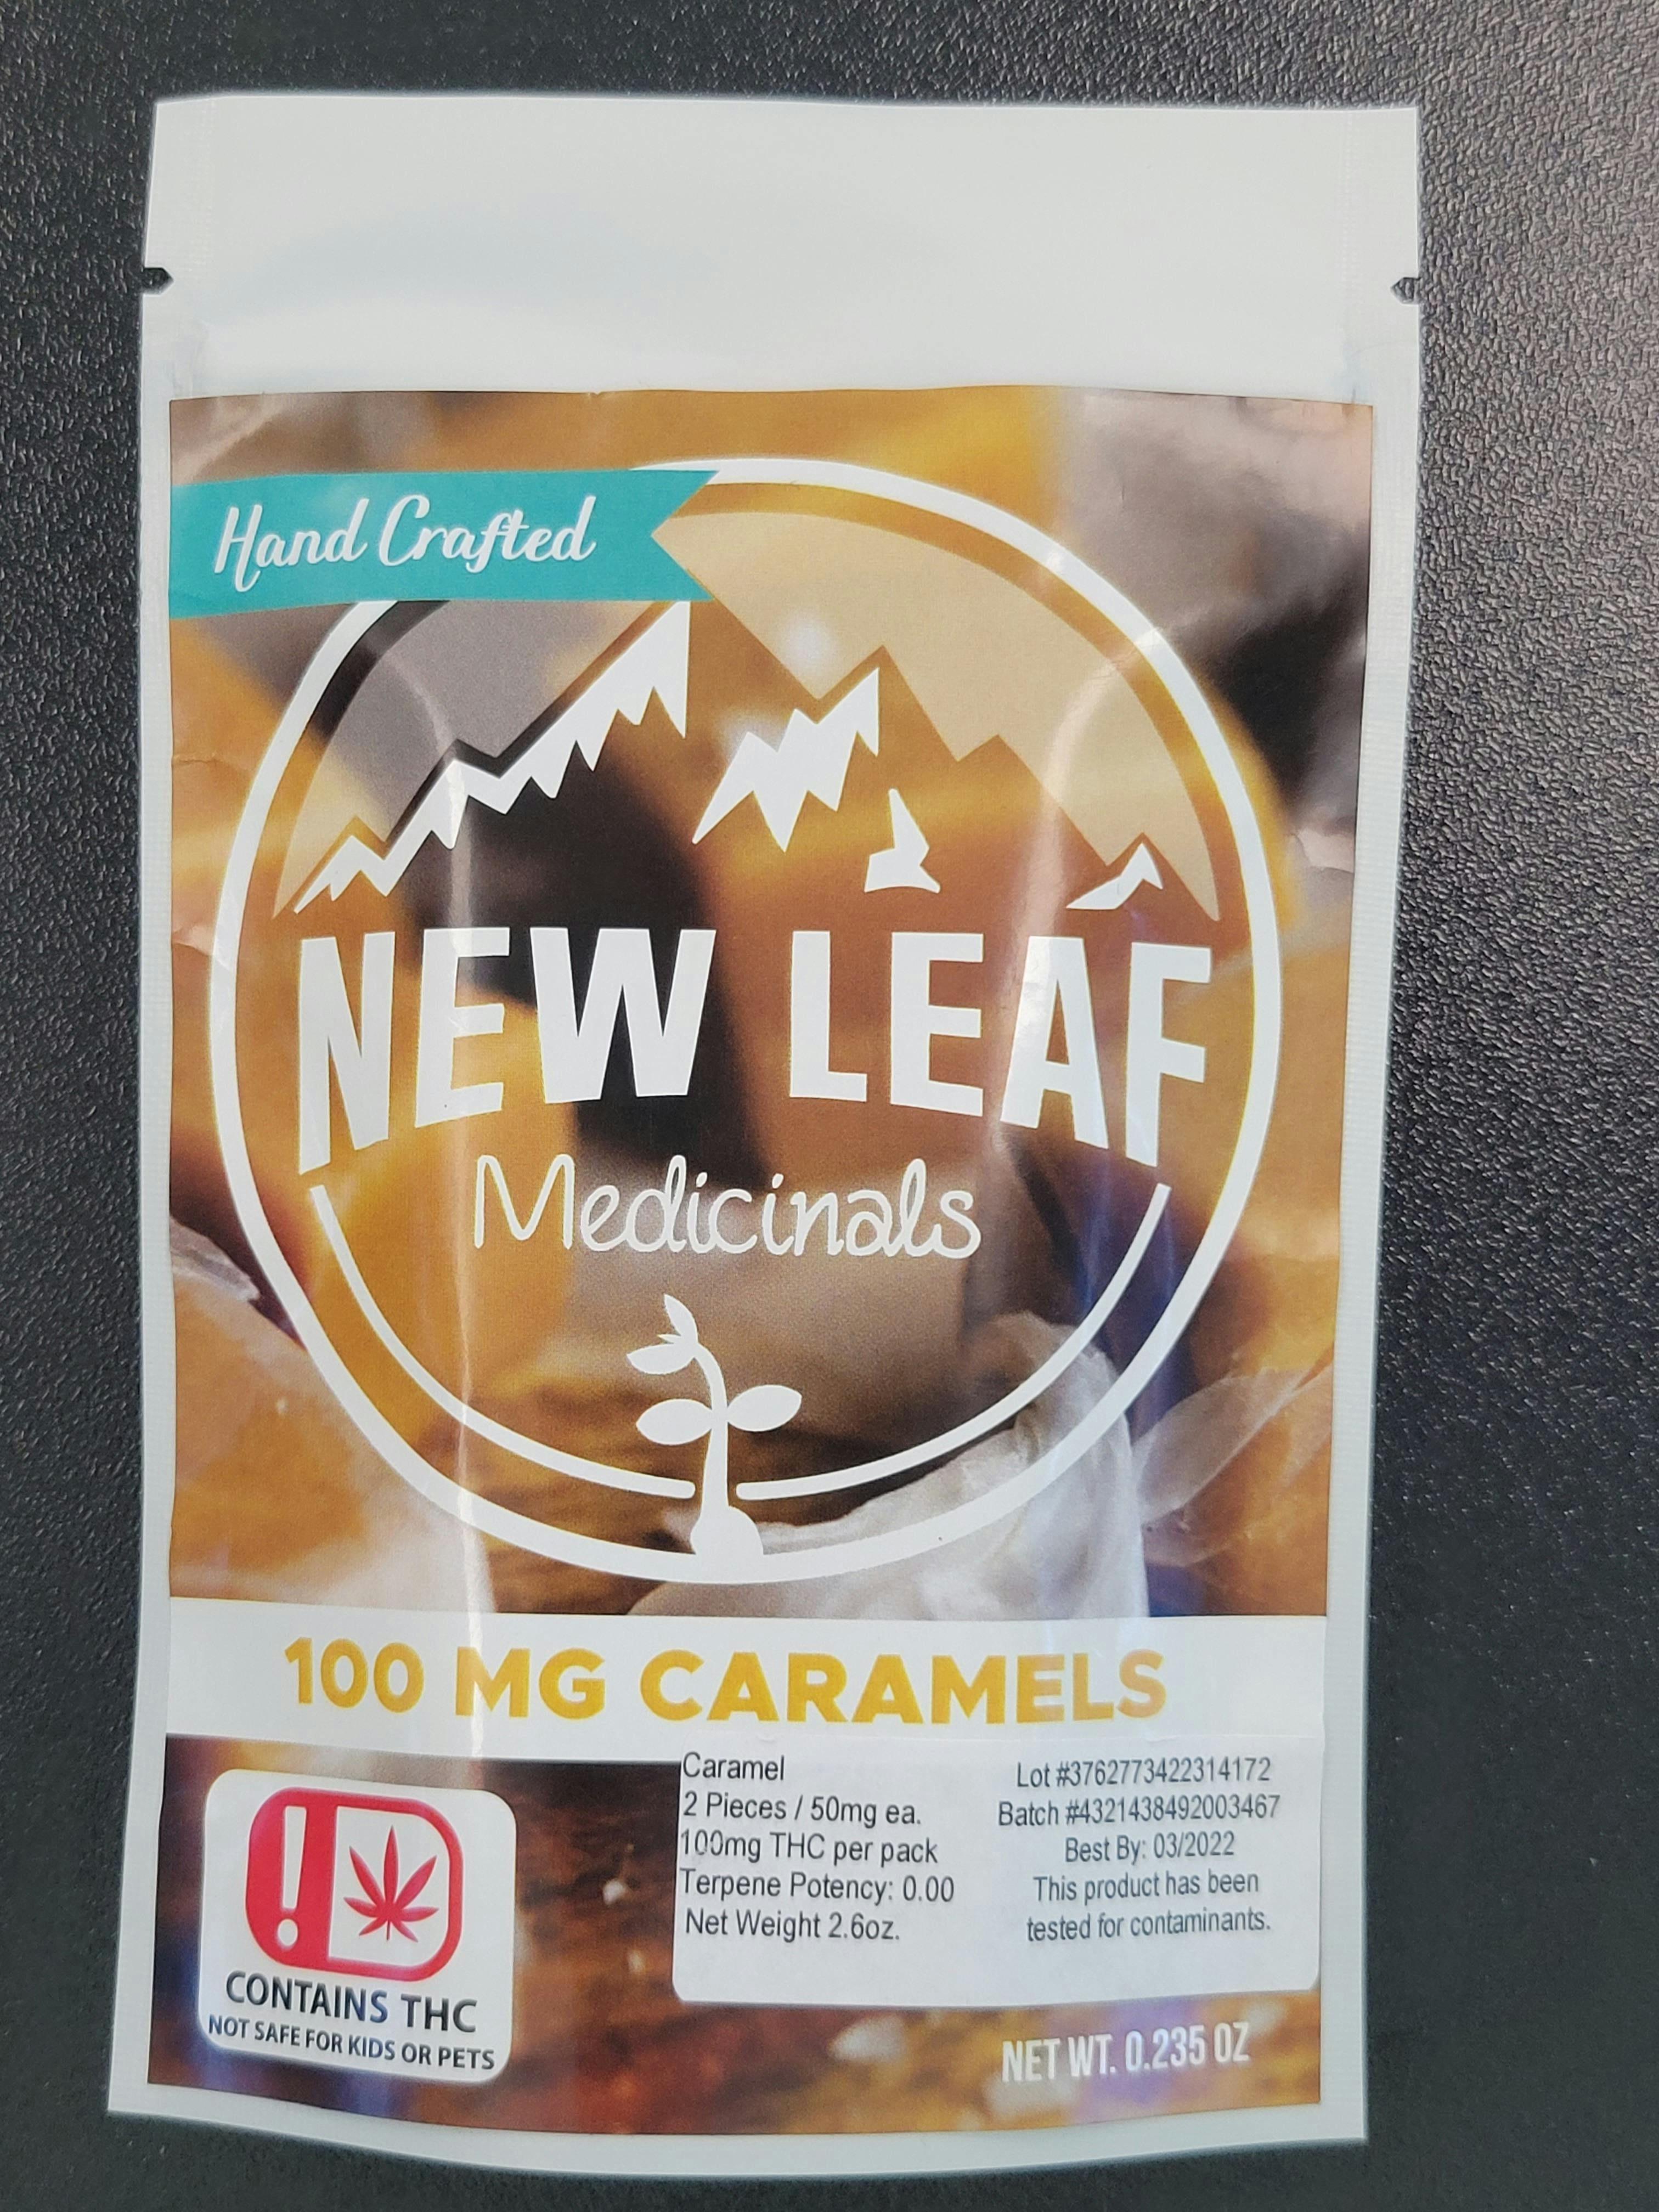 Hand Crafted
NEW LEAF
Medicinals
100 MG CARAMELS
Caramel
2 Pieces / 50mg ea.
100mg THC per pack
Terpene Potency: 0.00
Net Weight 2.6oz.
Lot #3762773422314172
Batch #4321438492003467
Best By: 03/2022
This product has been
tested for contaminants.
!
CONTAINS THC
NOT SAFE FOR KIDS OR PETS
NET WT. 0.235 OZ